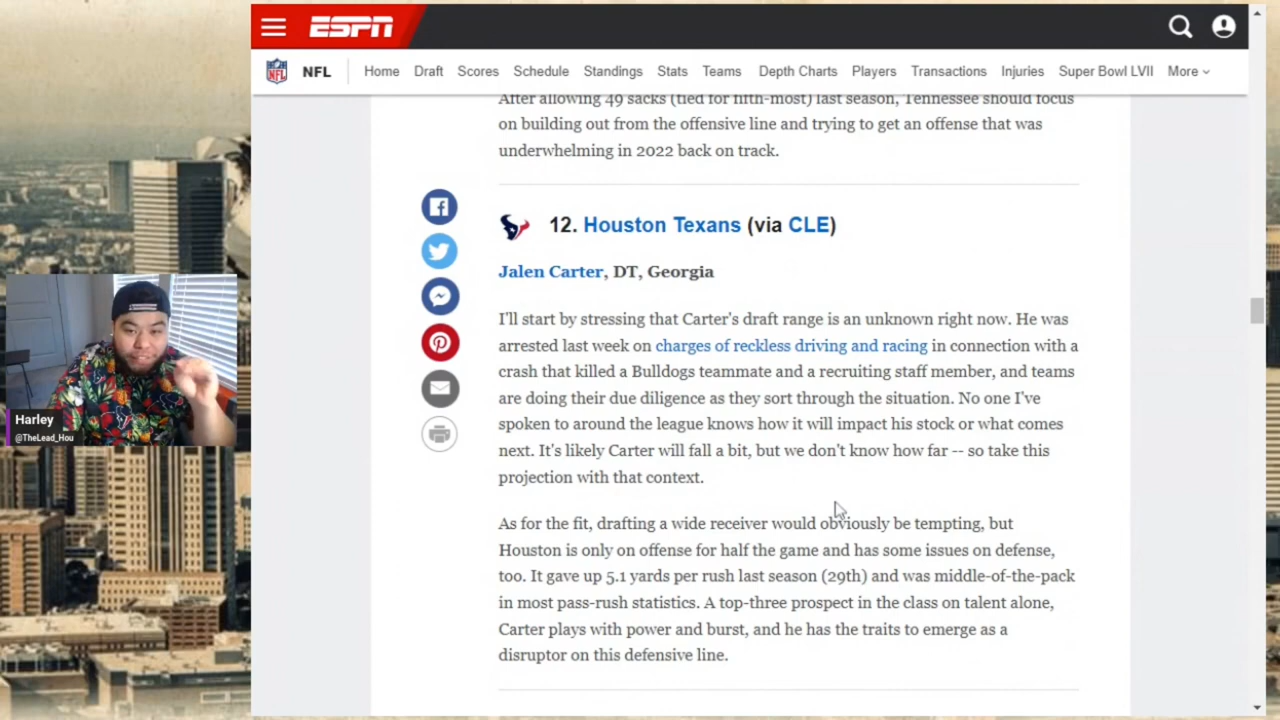 ESPN
NFL Home Draft Scores Schedule Standings Stats Teams Depth Charts Players Transactions Injuries Super Bowl LVII More
After allowing 49 sacks (tied for fifth-most) last season, Tennessee should focus
on building out from the offensive line and trying to get an offense that was
underwhelming in 2022 back on track.
12. Houston Texans (via CLE)
Jalen Carter, DT, Georgia
I'll start by stressing that Carter's draft range is an unknown right now. He was
arrested last week on charges of reckless driving and racing in connection with a
crash that killed a Bulldogs teammate and a recruiting staff member, and teams
are doing their due diligence as they sort through the situation. No one I've
spoken to around the league knows how it will impact his stock or what comes
next. It's likely Carter will fall a bit, but we don't know how far -- so take this
projection with that context.
As for the fit, drafting a wide receiver would obviously be tempting, but
Houston is only on offense for half the game and has some issues on defense,
too. It gave up 5.1 yards per rush last season (29th) and was middle-of-the-pack
in most pass-rush statistics. A top-three prospect in the class on talent alone,
Carter plays with power and burst, and he has the traits to emerge as a
disruptor on this defensive line.
Harley
@TheLead_Hou